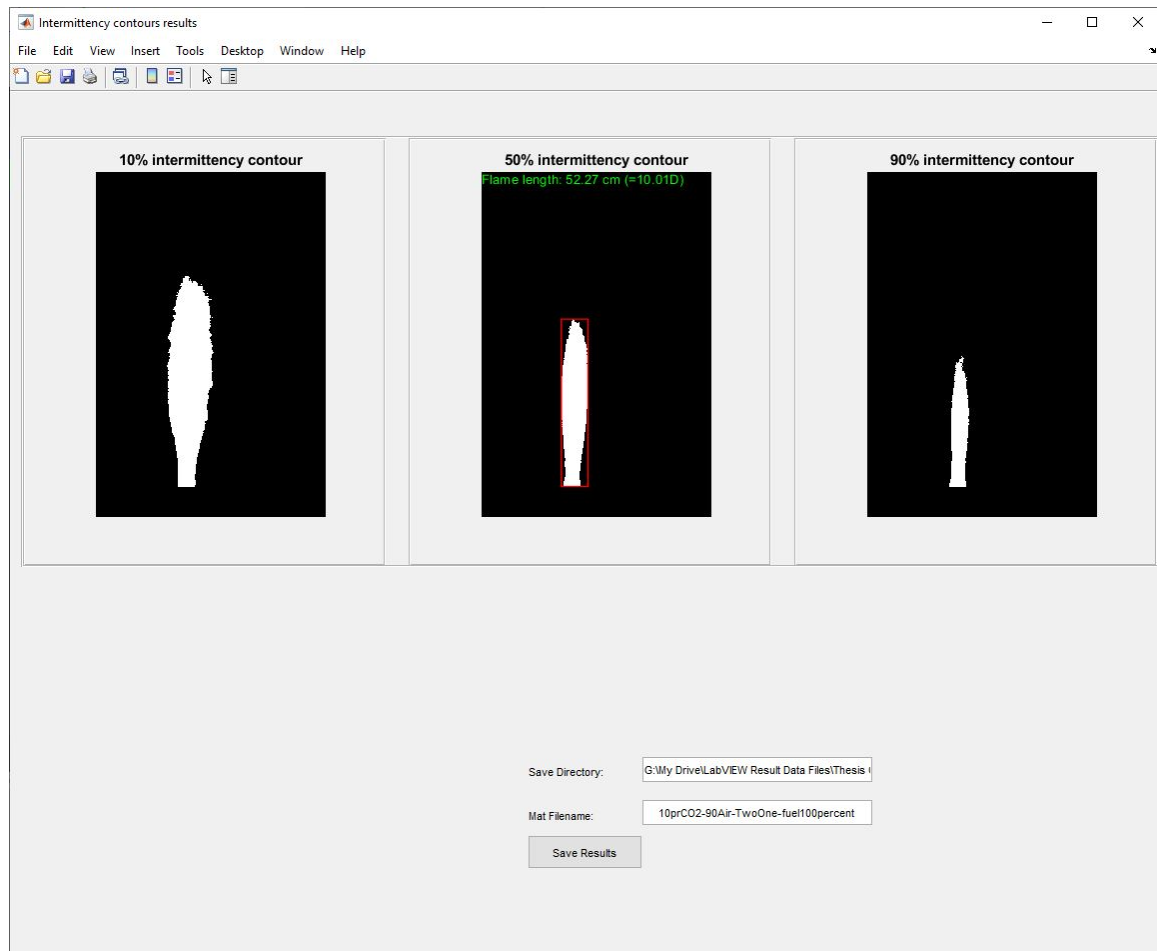 Intermittency contours results
File Edit View Insert Tools Desktop Window Help
10% intermittency contour
50% intermittency contour
90% intermittency contour
Flame length: 52.27 cm (=10.01D)
Save Directory: G:\My Drive\LabVIEW Result Data Files\Thesis
Mat Filename: 10prCO2-90Air-TwoOne-fuel100percent
Save Results